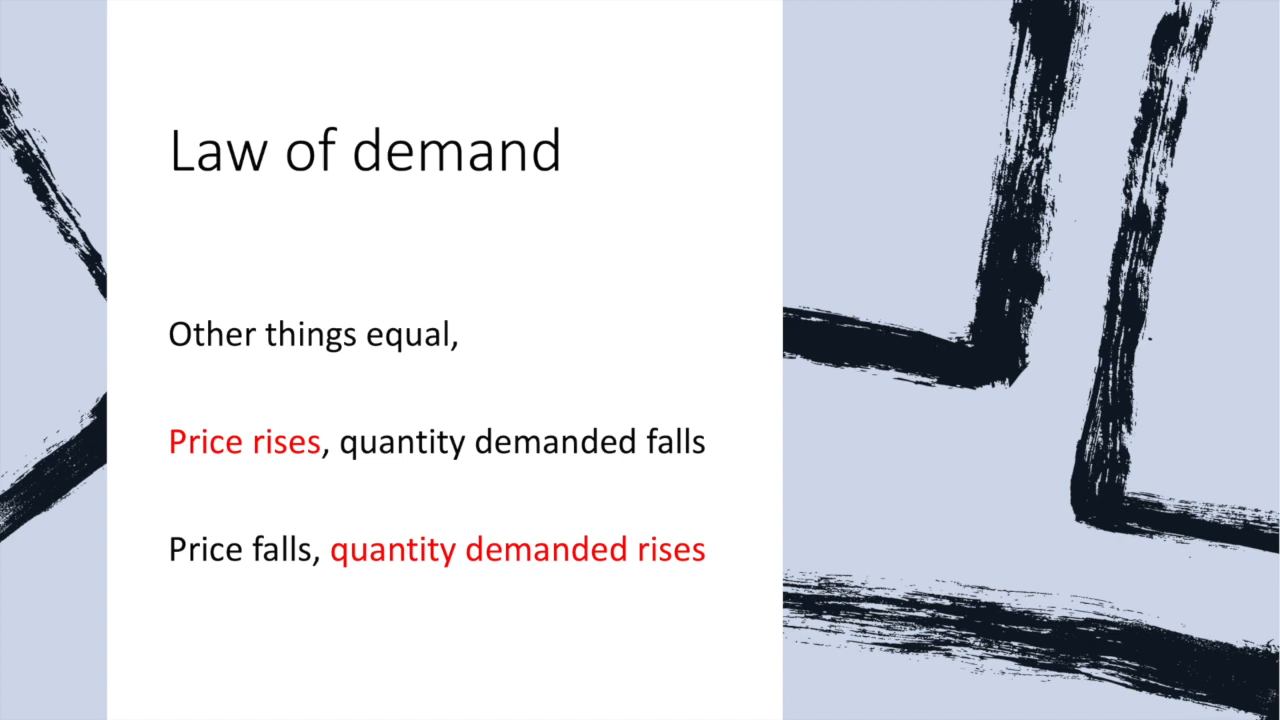 Law of demand
Other things equal,
Price rises, quantity demanded falls
Price falls, quantity demanded rises